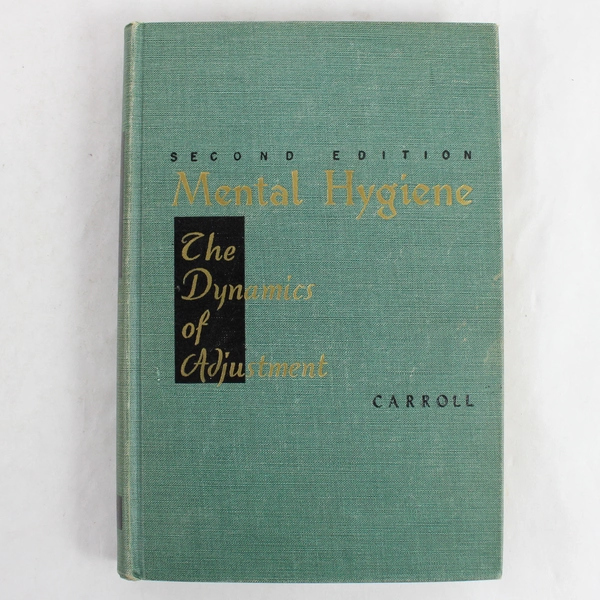 SECOND EDITION
Mental Hygiene
The
Dynamics
of
Adjustment
CARROLL